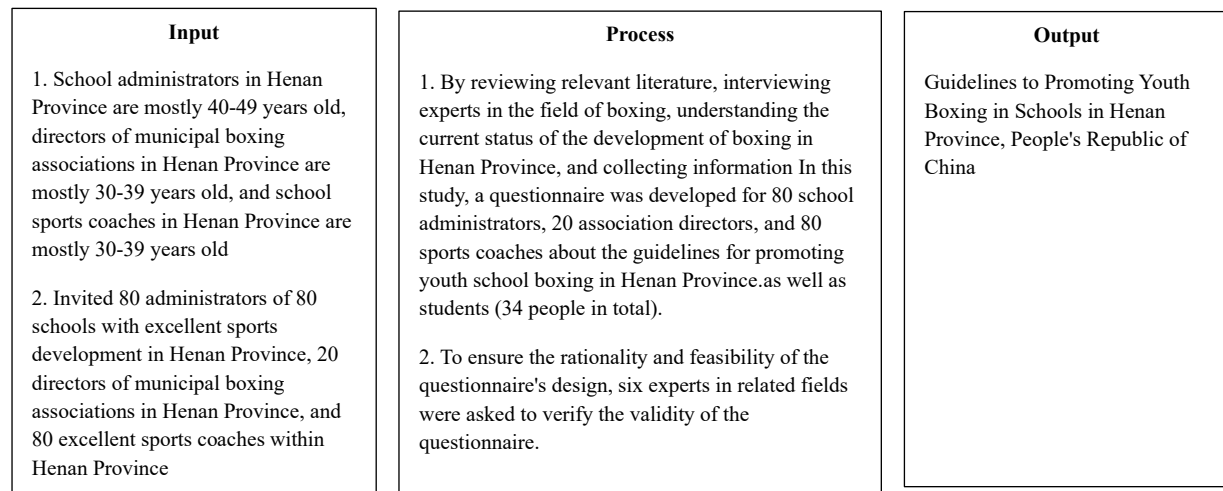 Input
1. School administrators in Henan
Province are mostly 40-49 years old,
directors of municipal boxing
associations in Henan Province are
mostly 30-39 years old, and school
sports coaches in Henan Province are
mostly 30-39 years old
2. Invited 80 administrators of 80
schools with excellent sports
development in Henan Province, 20
directors of municipal boxing
associations in Henan Province, and
80 excellent sports coaches within
Henan Province
Process
1. By reviewing relevant literature, interviewing
experts in the field of boxing, understanding the
current status of the development of boxing in
Henan Province, and collecting information In this
study, a questionnaire was developed for 80 school
administrators, 20 association directors, and 80
sports coaches about the guidelines for promoting
youth school boxing in Henan Province.as well as
students (34 people in total).
2. To ensure the rationality and feasibility of the
questionnaire's design, six experts in related fields
were asked to verify the validity of the
questionnaire.
Output
Guidelines to Promoting Youth
Boxing in Schools in Henan
Province, People's Republic of
China